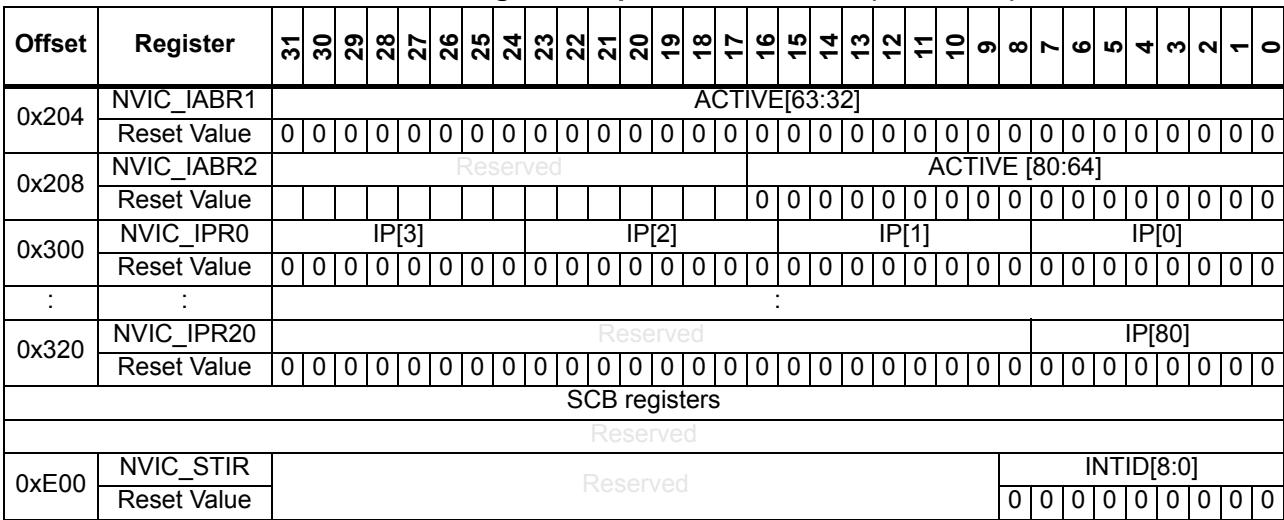 Offset Register 31 30 29 28 27 26 25 24 23 22 21 20 19 18 17 16 15 14 13 12 11 10 9 8 7 6 5 4 3 2 1 0
0x204 NVIC_IABR1 ACTIVE[63:32]
Reset Value 0 0 0 0 0 0 0 0 0 0 0 0 0 0 0 0 0 0 0 0 0 0 0 0 0 0 0 0 0 0 0 0
0x208 NVIC_IABR2 Reserved ACTIVE [80:64]
Reset Value 0 0 0 0 0 0 0 0 0 0 0 0 0 0 0 0 0
0x300 NVIC_IPR0 IP[3] IP[2] IP[1] IP[0]
Reset Value 0 0 0 0 0 0 0 0 0 0 0 0 0 0 0 0 0 0 0 0 0 0 0 0 0 0 0 0 0 0 0 0
: : :
0x320 NVIC_IPR20 Reserved IP[80]
Reset Value 0 0 0 0 0 0 0 0 0 0 0 0 0 0 0 0 0 0 0 0 0 0 0 0 0 0 0 0 0 0 0 0
SCB registers
Reserved
0xE00 NVIC_STIR Reserved INTID[8:0]
Reset Value 0 0 0 0 0 0 0 0 0